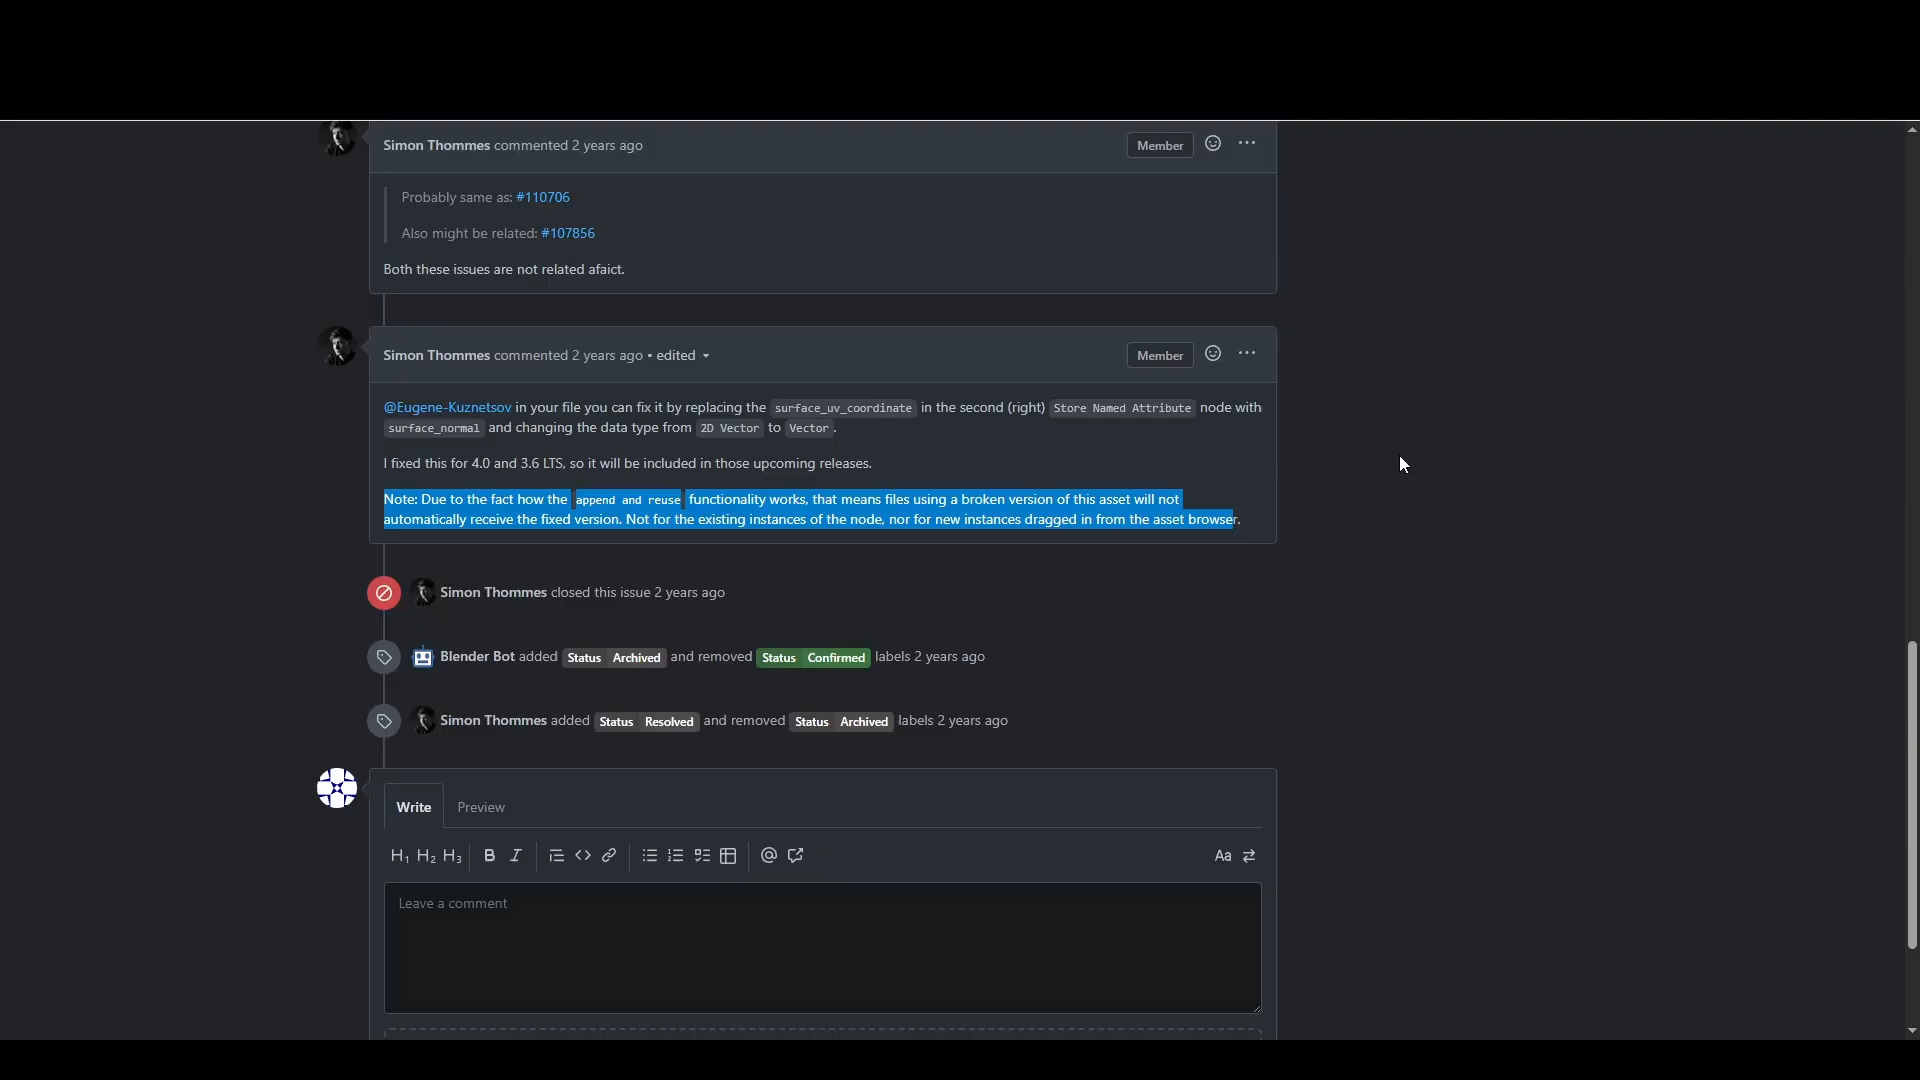 Simon Thommes commented 2 years ago Member
Probably same as: #110706
Also might be related: #107856
Both these issues are not related afaict.
Simon Thommes commented 2 years ago • edited Member
@Eugene-Kuznetsov in your file you can fix it by replacing the surface_uv_coordinate in the second (right) Store Named Attribute node with
surface_normal and changing the data type from 2D Vector to Vector.
I fixed this for 4.0 and 3.6 LTS, so it will be included in those upcoming releases.
Note: Due to the fact how the append and reuse functionality works, that means files using a broken version of this asset will not
automatically receive the fixed version. Not for the existing instances of the node, nor for new instances dragged in from the asset browser.
Simon Thommes closed this issue 2 years ago
Blender Bot added Status Archived and removed Status Confirmed labels 2 years ago
Simon Thommes added Status Resolved and removed Status Archived labels 2 years ago
Write Preview
H1 H2 H3 B I Aa
Leave a comment